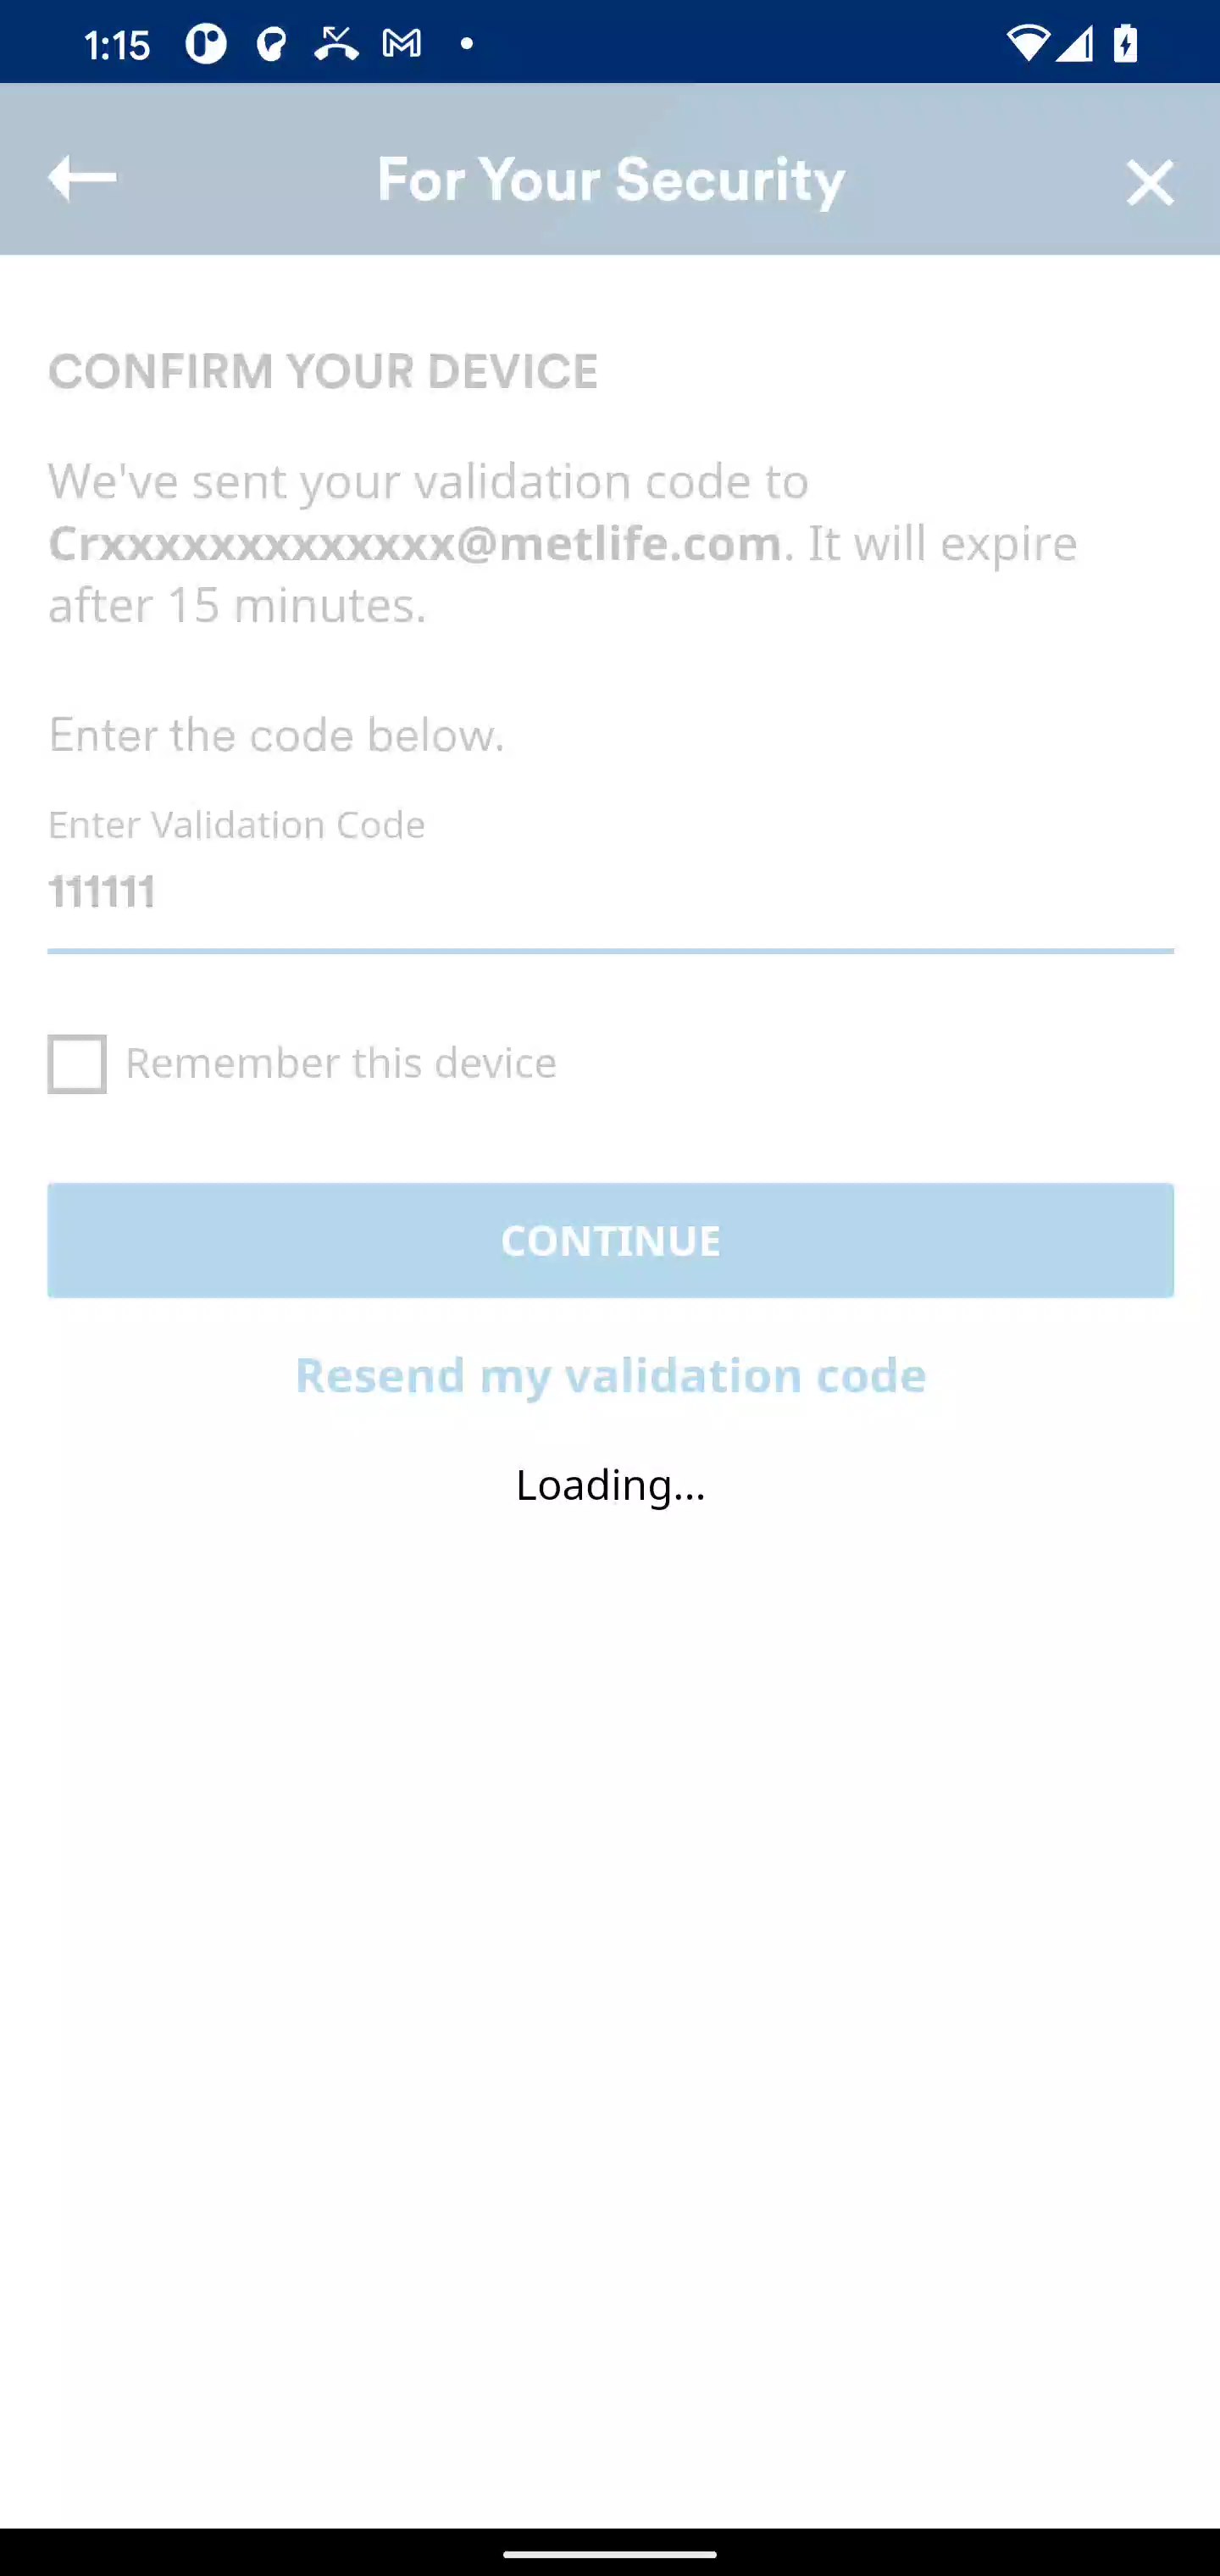 1:15
For Your Security
CONFIRM YOUR DEVICE
We've sent your validation code to
Crxxxxxxxxxxxxx@metlife.com. It will expire
after 15 minutes.
Enter the code below.
Enter Validation Code
111111
Remember this device
CONTINUE
Resend my validation code
Loading...